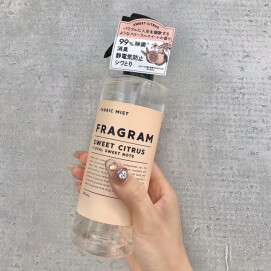 SWEET CITRUS
99%除菌
消臭
静電気防止
シワとり
FABRIC MIST
FRAGRAM
SWEET CITRUS
FLORAL SWEET NOTE